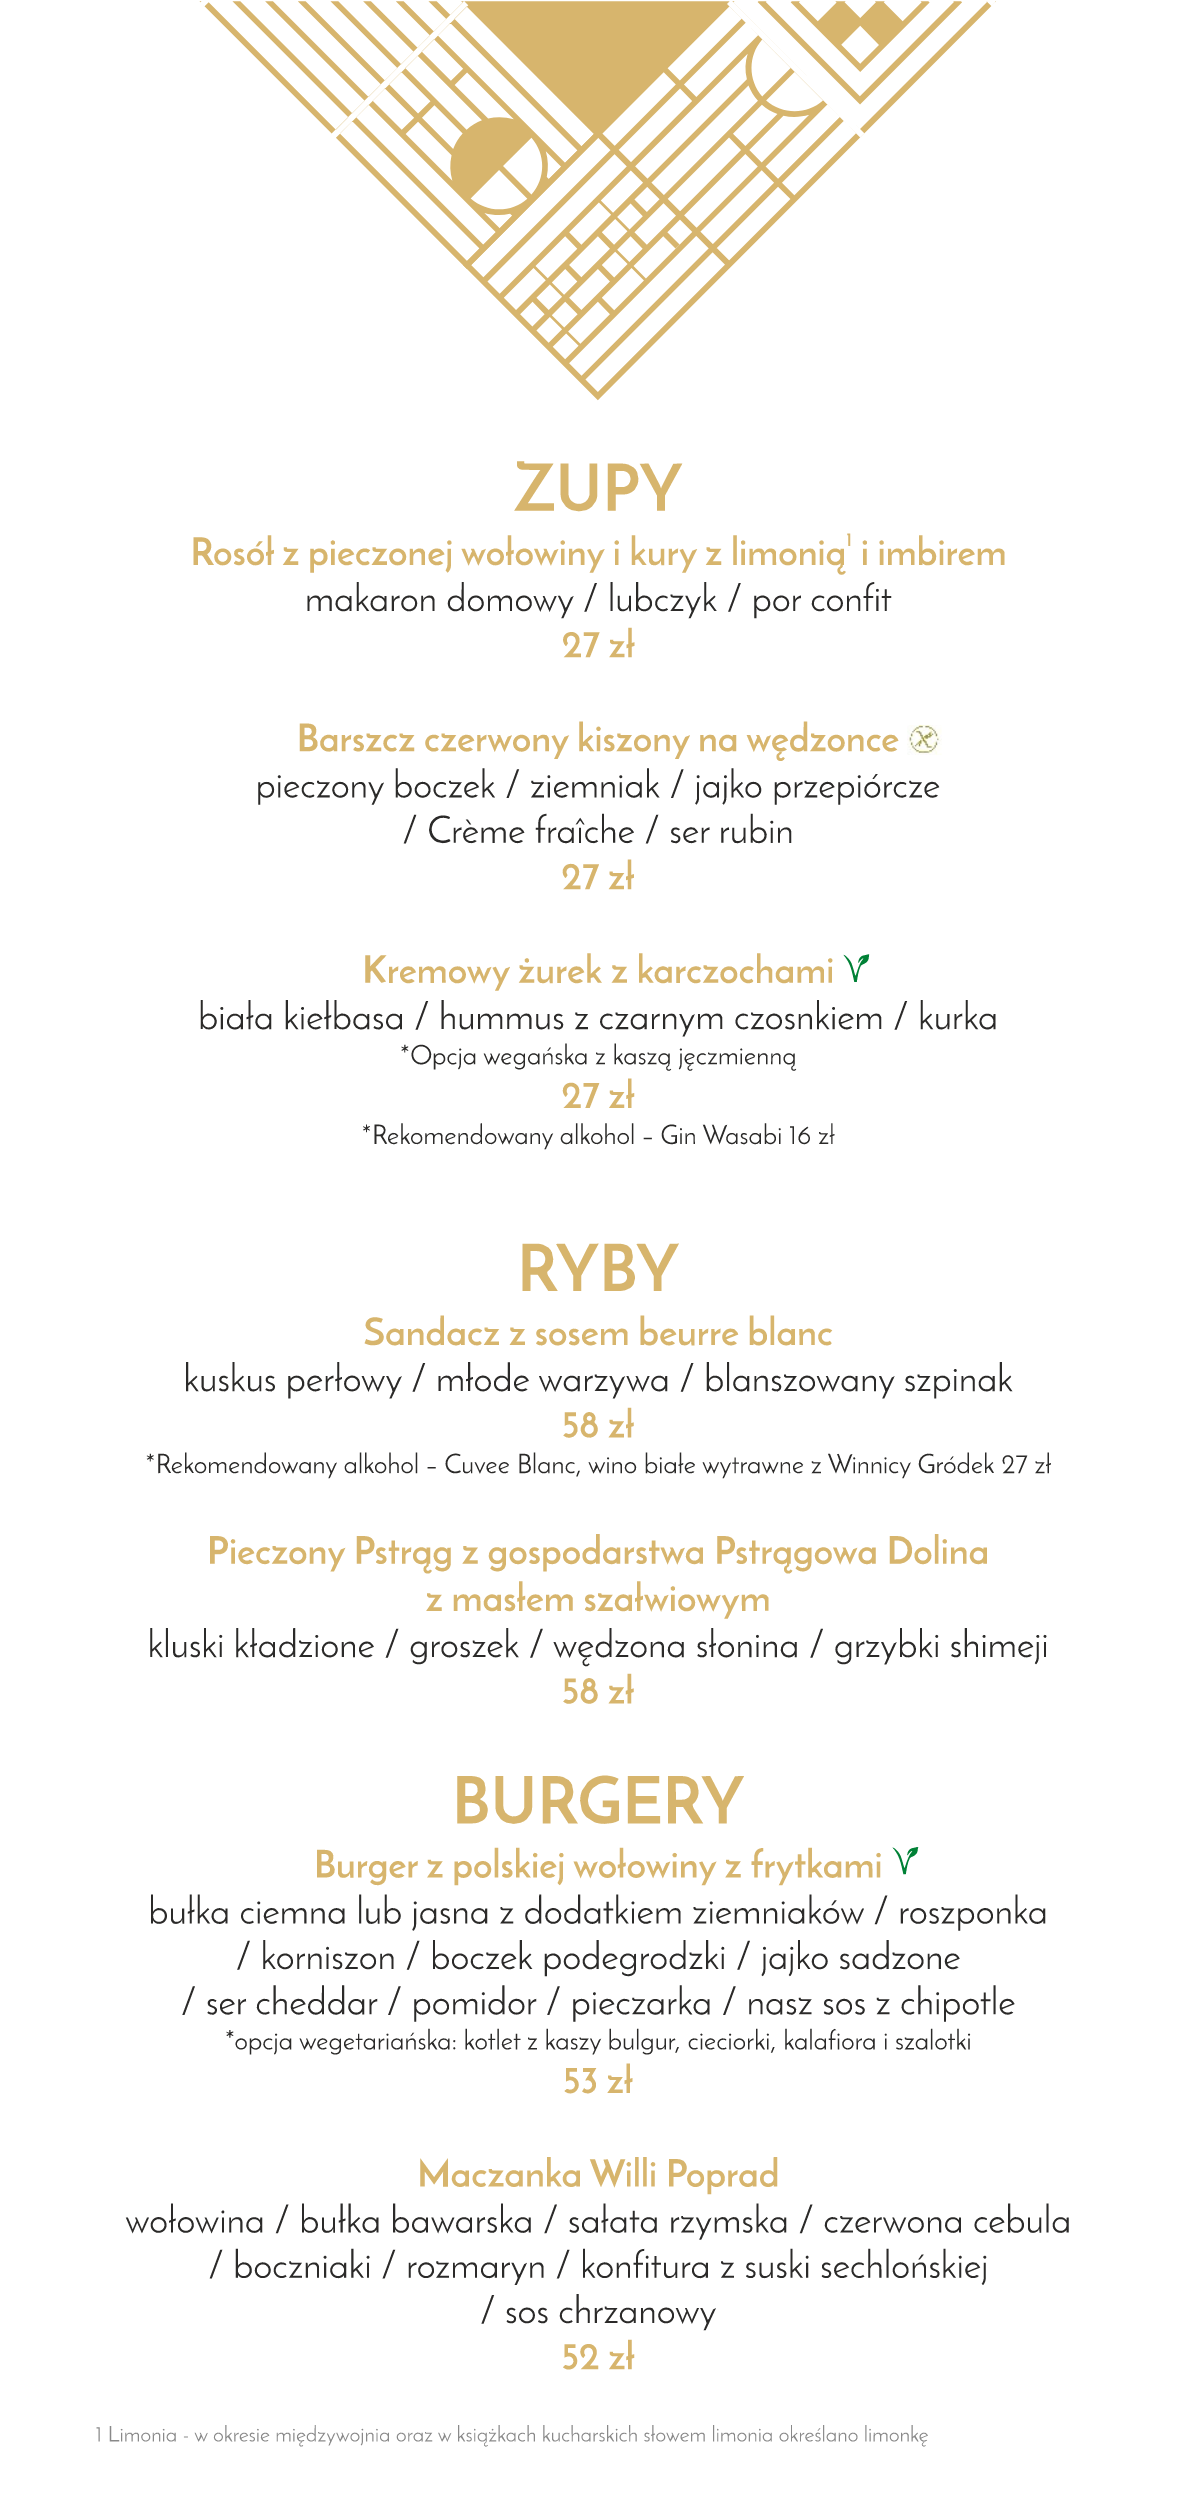 ZUPY
Rosół z pieczonej wołowiny i kury z limonią¹ i imbirem
makaron domowy / lubczyk / por confit
27 zł
Barszcz czerwony kiszony na wędzonce
pieczony boczek / ziemniak / jajko przepiórcze
/ Crème fraîche / ser rubin
27 zł
Kremowy żurek z karczochami
biała kiełbasa / hummus z czarnym czosnkiem / kurka
*Opcja wegańska z kaszą jęczmienną
27 zł
*Rekomendowany alkohol – Gin Wasabi 16 zł
RYBY
Sandacz z sosem beurre blanc
kuskus perłowy / młode warzywa / blanszowany szpinak
58 zł
*Rekomendowany alkohol – Cuvee Blanc, wino białe wytrawne z Winnicy Gródek 27 zł
Pieczony Pstrąg z gospodarstwa Pstrągowa Dolina
z masłem szałwiowym
kluski kładzione / groszek / wędzona słonina / grzybki shimeji
58 zł
BURGERY
Burger z polskiej wołowiny z frytkami
bułka ciemna lub jasna z dodatkiem ziemniaków / roszponka
/ korniszon / boczek podegrodzki / jajko sadzone
/ ser cheddar / pomidor / pieczarka / nasz sos z chipotle
*opcja wegetariańska: kotlet z kaszy bulgur, cieciorki, kalafiora i szalotki
53 zł
Maczanka Willi Poprad
wołowina / bułka bawarska / sałata rzymska / czerwona cebula
/ boczniaki / rozmaryn / konfitura z suski sechlońskiej
/ sos chrzanowy
52 zł
1 Limonia - w okresie międzywojnia oraz w książkach kucharskich słowem limonia określano limonkę